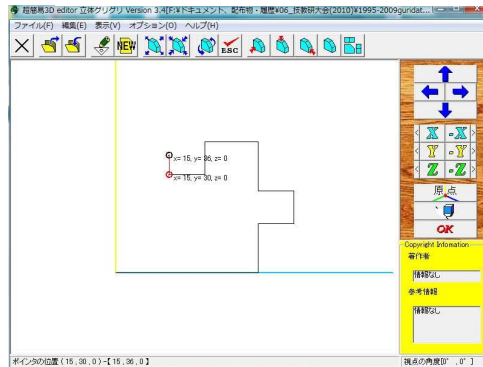 超簡易3D editor 立体グリグリ Version 3.4[F:¥ドキュメント、配布物・履歴¥06_技教研大会(2010)¥1995-2009guridat...
ファイル(F) 編集(E) 表示(V) オプション(O) ヘルプ(H)
NEW ESC
x= 15, y= 36, z= 0
x= 15, y= 30, z= 0
X -X
Y -Y
Z -Z
原点
OK
Copyright Infomation
著作者
情報なし
参考情報
情報なし
ポインタの位置 ( 15 , 30 , 0 ) -【 15 , 36 , 0 】 視点の角度[0° , 0° ]